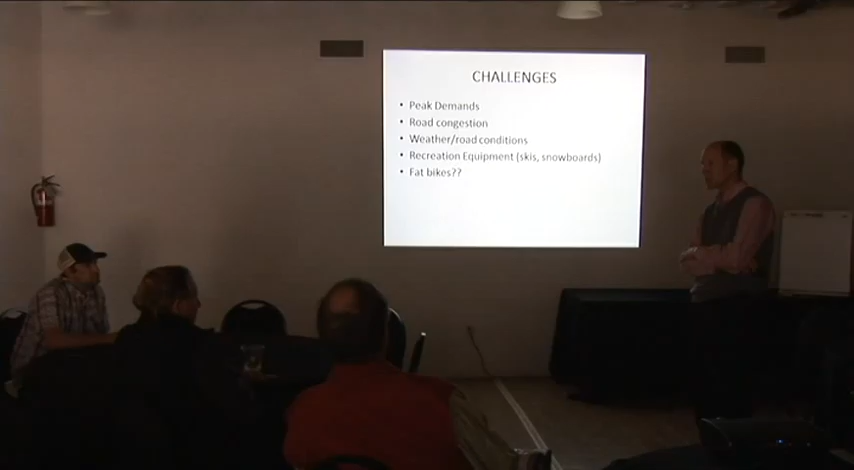 CHALLENGES
• Peak Demands
• Road congestion
• Weather/road conditions
• Recreation Equipment (skis, snowboards)
• Fat bikes??